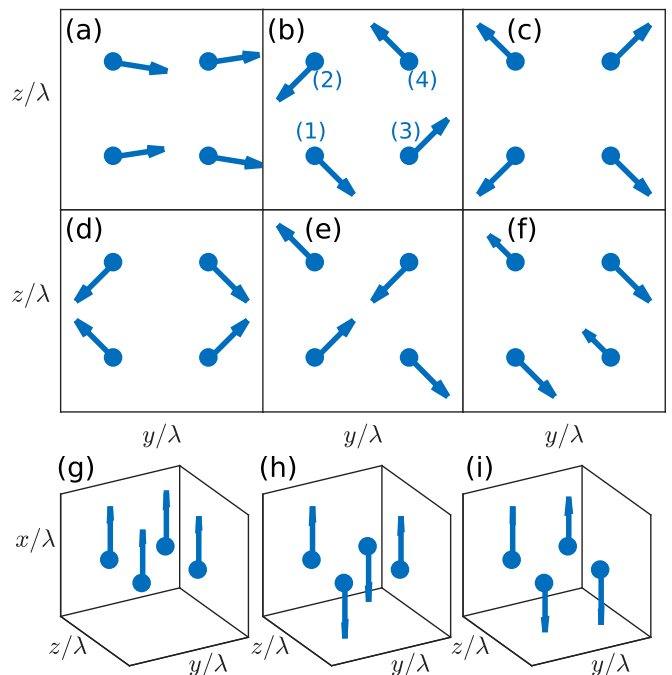 (a) (b) (c)
z/λ
(2) (4)
(1) (3)
(d) (e) (f)
z/λ
y/λ y/λ y/λ
(g) (h) (i)
x/λ
z/λ y/λ z/λ y/λ z/λ y/λ